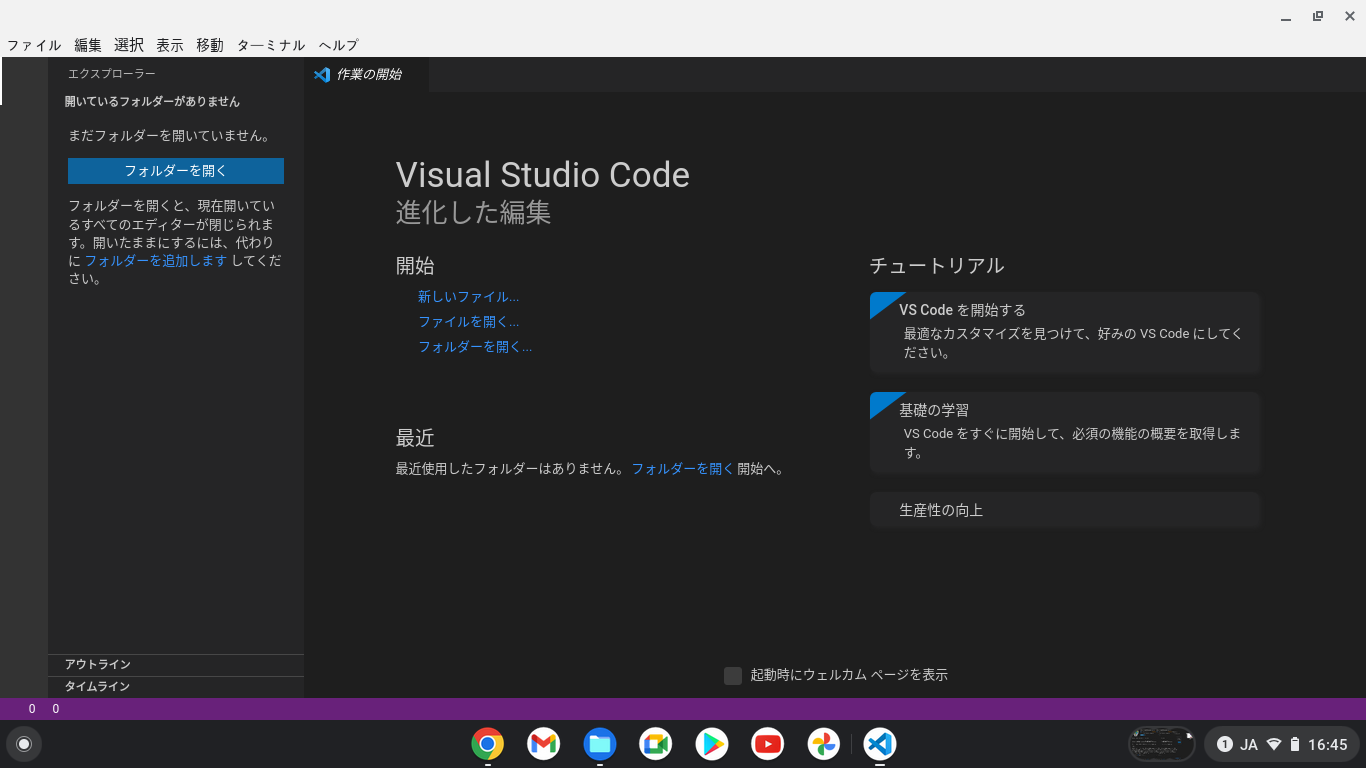 ファイル 編集 選択 表示 移動 ターミナル ヘルプ
エクスプローラー
開いているフォルダーがありません
まだフォルダーを開いていません。
フォルダーを開く
フォルダーを開くと、現在開いてい
るすべてのエディターが閉じられま
す。開いたままにするには、代わり
に フォルダーを追加します してくだ
さい。
アウトライン
タイムライン
作業の開始
Visual Studio Code
進化した編集
開始
新しいファイル...
ファイルを開く...
フォルダーを開く...
最近
最近使用したフォルダーはありません。フォルダーを開く 開始へ。
チュートリアル
VS Code を開始する
最適なカスタマイズを見つけて、好みの VS Code にしてく
ださい。
基礎の学習
VS Code をすぐに開始して、必須の機能の概要を取得しま
す。
生産性の向上
起動時にウェルカム ページを表示
0 0
1 JA 16:45